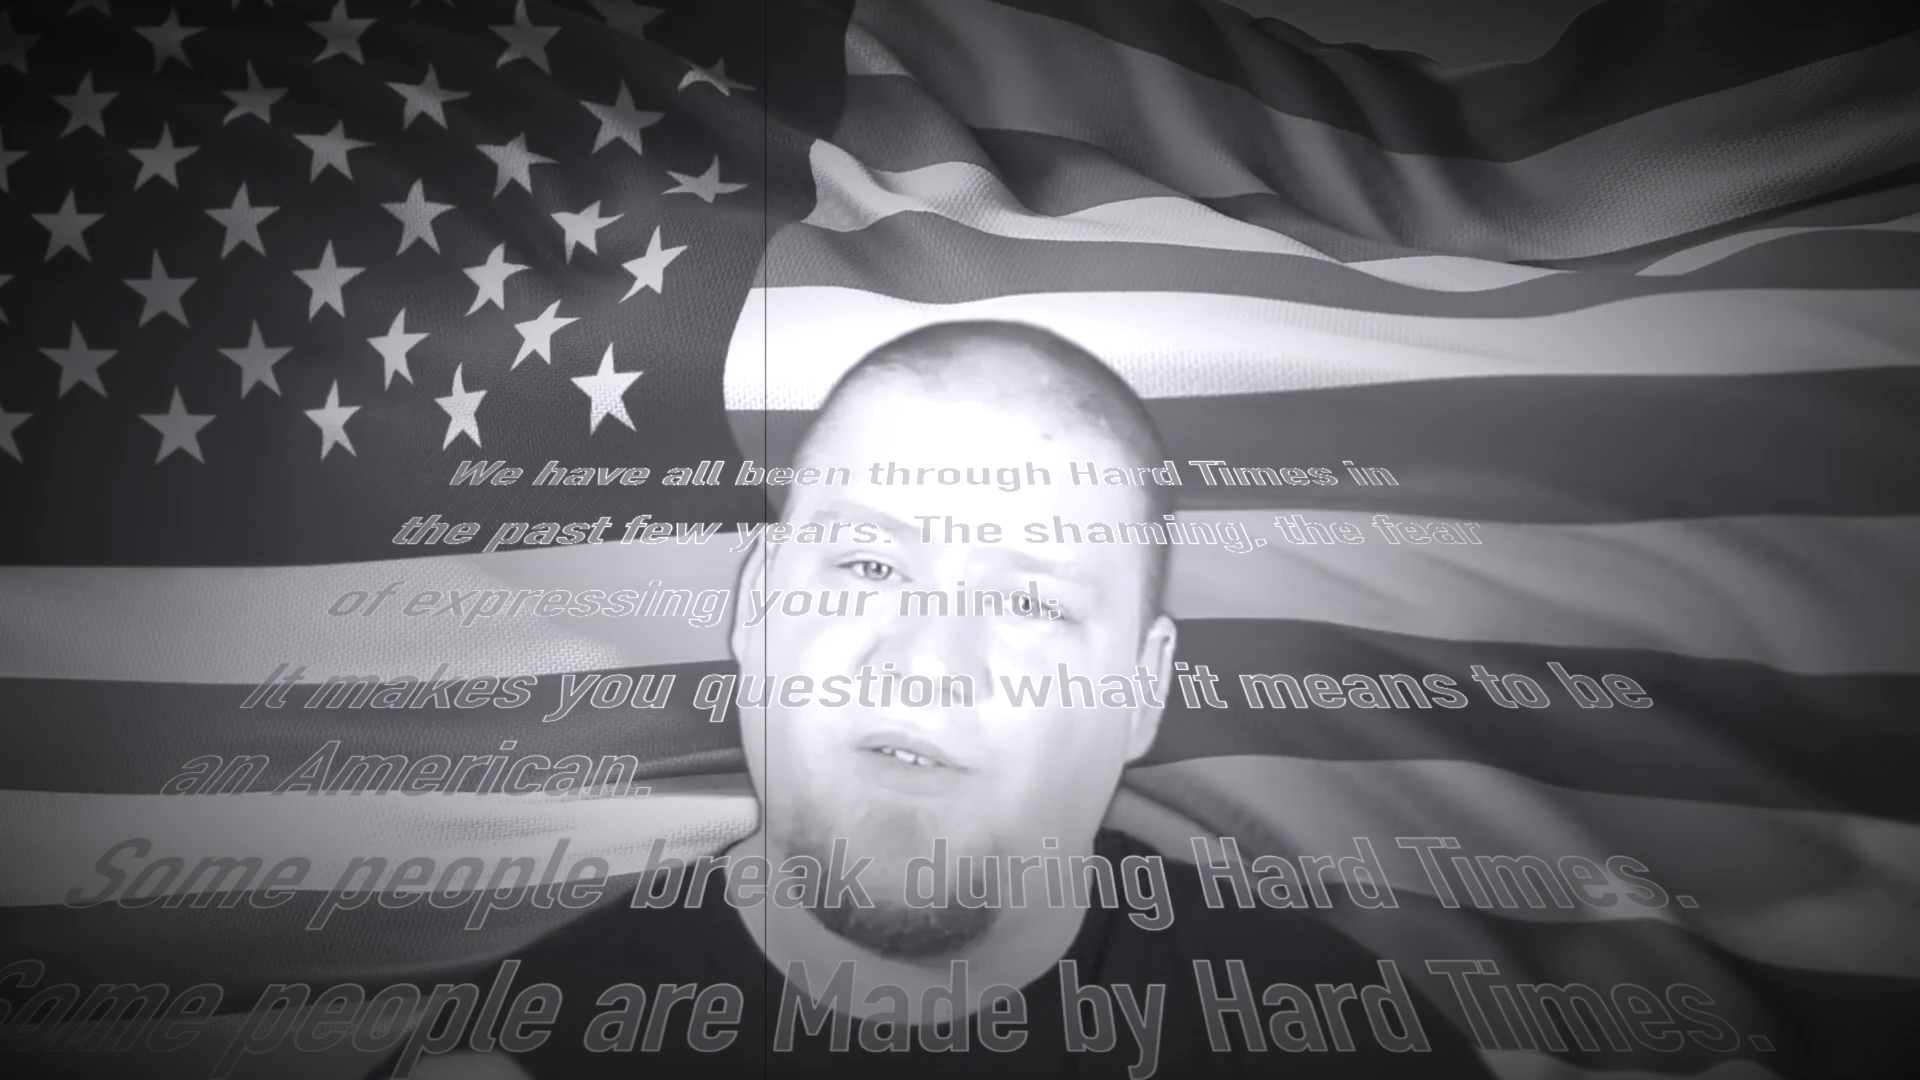 We have all been through Hard Times in
the past few years. The shaming, the fear
of expressing your mind;
It makes you question what it means to be
an American.
Some people break during Hard Times.
Some people are Made by Hard Times.